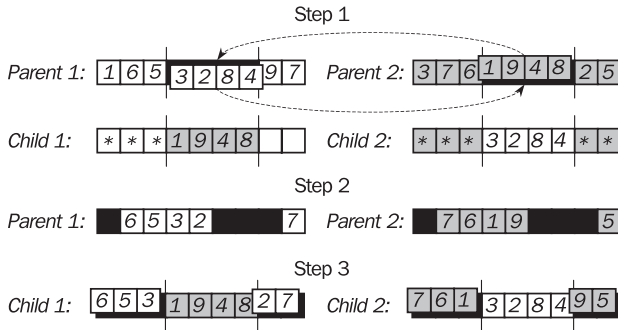 Step 1
Parent 1: 1 6 5 3 2 8 4 9 7 Parent 2: 3 7 6 1 9 4 8 2 5
Child 1: * * * 1 9 4 8 Child 2: * * * 3 2 8 4 * *
Step 2
Parent 1: 6 5 3 2 7 Parent 2: 7 6 1 9 5
Step 3
Child 1: 6 5 3 1 9 4 8 2 7 Child 2: 7 6 1 3 2 8 4 9 5